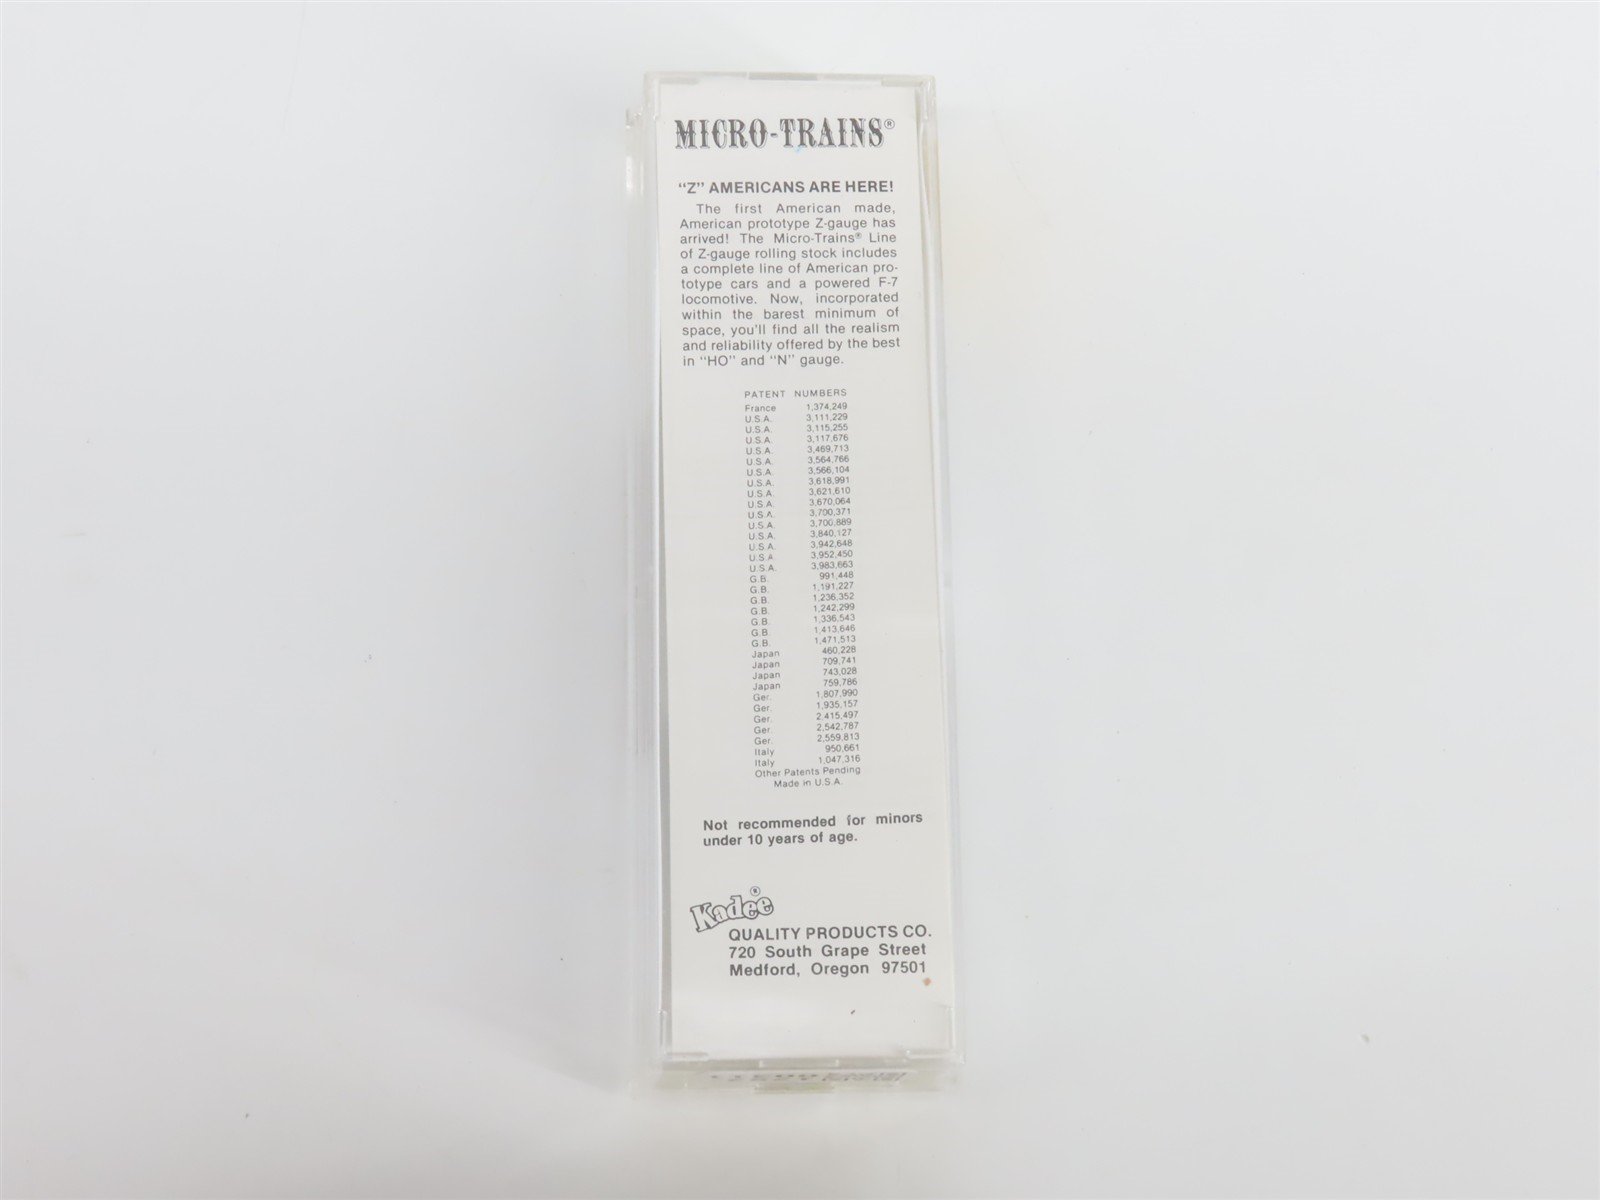 MICRO-TRAINS®
"Z" AMERICANS ARE HERE!
The first American made,
American prototype Z-gauge has
arrived! The Micro-Trains® Line
of Z-gauge rolling stock includes
a complete line of American pro-
totype cars and a powered F-7
locomotive. Now, incorporated
within the barest minimum of
space, you'll find all the realism
and reliability offered by the best
in "HO" and "N" gauge.
PATENT NUMBERS
France 1,374,249
U.S.A. 3,111,229
U.S.A. 3,115,255
U.S.A. 3,117,676
U.S.A. 3,469,713
U.S.A. 3,564,766
U.S.A. 3,566,104
U.S.A. 3,618,991
U.S.A. 3,621,610
U.S.A. 3,670,064
U.S.A. 3,700,371
U.S.A. 3,700,889
U.S.A. 3,840,127
U.S.A. 3,942,648
U.S.A 3,952,450
U.S.A. 3,983,663
G.B. 991,448
G.B. 1,191,227
G.B. 1,236,352
G.B. 1,242,299
G.B. 1,336,543
G.B. 1,413,646
G.B. 1,471,513
Japan 460,228
Japan 709,741
Japan 743,028
Japan 759,786
Ger. 1,807,990
Ger. 1,935,157
Ger. 2,415,497
Ger. 2,542,787
Ger. 2,559,813
Italy 950,661
Italy 1,047,316
Other Patents Pending
Made in U.S.A.
Not recommended for minors
under 10 years of age.
Kadee®
QUALITY PRODUCTS CO.
720 South Grape Street
Medford, Oregon 97501